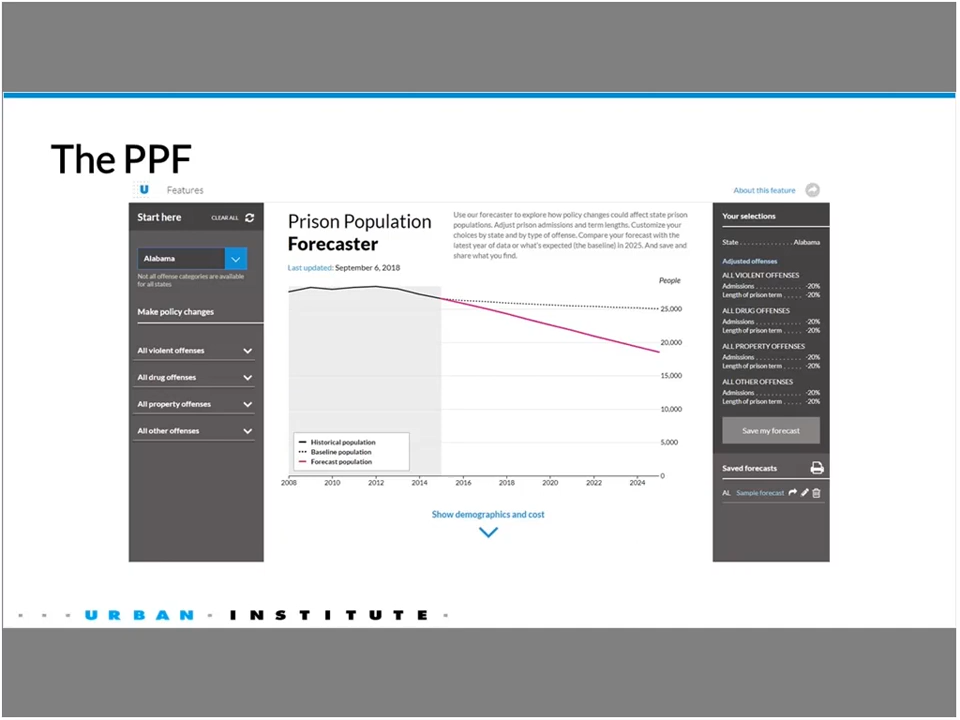 The PPF
U Features
About this feature
Start here CLEAR ALL
Alabama
Not all offense categories are available
for all states
Make policy changes
All violent offenses
All drug offenses
All property offenses
All other offenses
Prison Population
Forecaster
Last updated: September 6, 2018
Use our forecaster to explore how policy changes could affect state prison
populations. Adjust prison admissions and term lengths. Customize your
choices by state and by type of offense. Compare your forecast with the
latest year of data or what's expected (the baseline) in 2025. And save and
share what you find.
People
25,000
20,000
15,000
10,000
5,000
0
Historical population
Baseline population
Forecast population
2008 2010 2012 2014 2016 2018 2020 2022 2024
Show demographics and cost
Your selections
State . . . . . . . . . . . . . Alabama
Adjusted offenses
ALL VIOLENT OFFENSES
Admissions . . . . . . . . . . . -20%
Length of prison term . . . . . -20%
ALL DRUG OFFENSES
Admissions . . . . . . . . . . . -20%
Length of prison term . . . . . -20%
ALL PROPERTY OFFENSES
Admissions . . . . . . . . . . . -20%
Length of prison term . . . . . -20%
ALL OTHER OFFENSES
Admissions . . . . . . . . . . . -20%
Length of prison term . . . . . -20%
Save my forecast
Saved forecasts
AL Sample forecast
- - - URBAN - INSTITUTE -